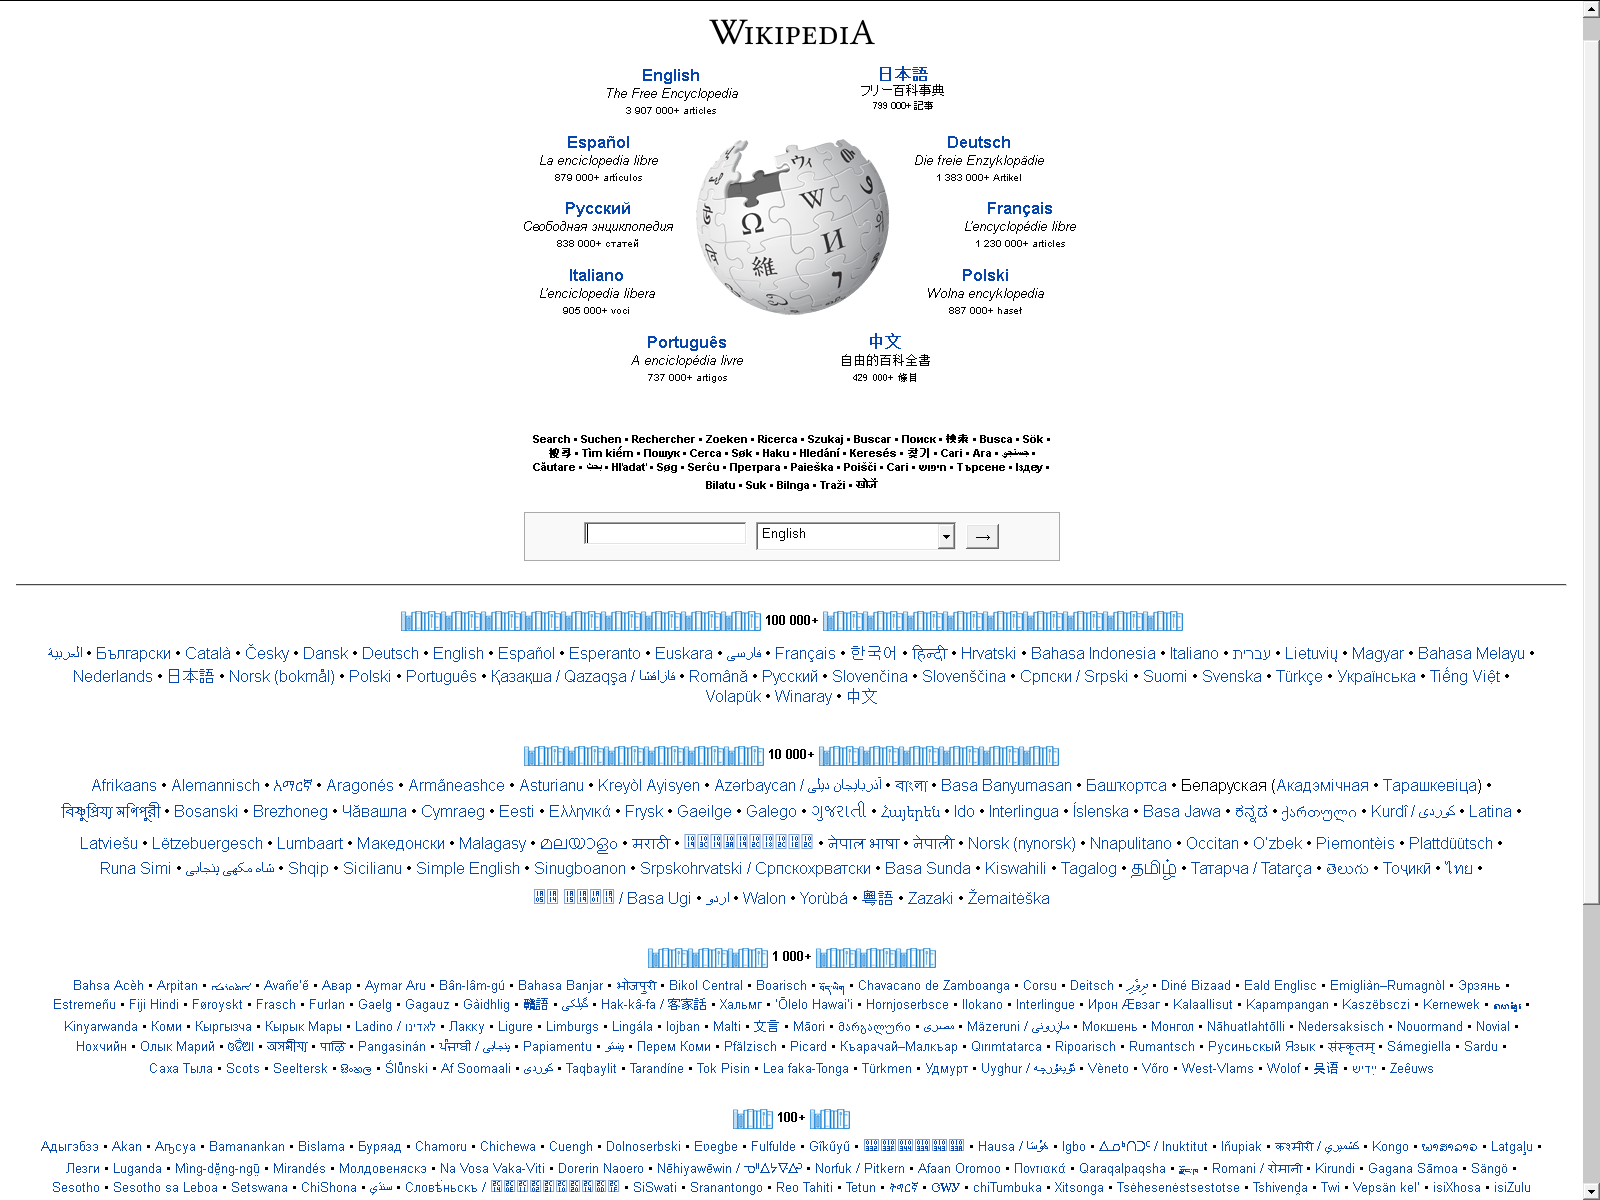 WIKIPEDIA
English
The Free Encyclopedia
3 907 000+ articles
日本語
フリー百科事典
799 000+ 記事
Español
La enciclopedia libre
879 000+ artículos
Deutsch
Die freie Enzyklopädie
1 383 000+ Artikel
Русский
Свободная энциклопедия
838 000+ статей
Français
L'encyclopédie libre
1 230 000+ articles
Italiano
L'enciclopedia libera
905 000+ voci
Polski
Wolna encyklopedia
887 000+ haseł
Português
A enciclopédia livre
737 000+ artigos
中文
自由的百科全書
429 000+ 條目
Search • Suchen • Rechercher • Zoeken • Ricerca • Szukaj • Buscar • Поиск • 検索 • Busca • Sök •
搜尋 • Tìm kiếm • Пошук • Cerca • Søk • Haku • Hledání • Keresés • 찾기 • Cari • Ara • جستجو •
Căutare • بحث • Hľadať • Søg • Serĉu • Претрага • Paieška • Poišči • Cari • חיפוש • Търсене • Іздеу •
Bilatu • Suk • Bilnga • Traži • खोजें
English
→
100 000+
العربية • Български • Català • Česky • Dansk • Deutsch • English • Español • Esperanto • Euskara • فارسی • Français • 한국어 • हिन्दी • Hrvatski • Bahasa Indonesia • Italiano • עברית • Lietuvių • Magyar • Bahasa Melayu •
Nederlands • 日本語 • Norsk (bokmål) • Polski • Português • Қазақша / Qazaqşa / قازاقشا • Română • Русский • Slovenčina • Slovenščina • Српски / Srpski • Suomi • Svenska • Türkçe • Українська • Tiếng Việt •
Volapük • Winaray • 中文
10 000+
Afrikaans • Alemannisch • አማርኛ • Aragonés • Armãneashce • Asturianu • Kreyòl Ayisyen • Azərbaycan / آذربايجان ديلی • বাংলা • Basa Banyumasan • Башҡортса • Беларуская (Акадэмічная • Тарашкевіца) •
বিষ্ণুপ্রিয়া মণিপুরী • Bosanski • Brezhoneg • Чӑвашла • Cymraeg • Eesti • Ελληνικά • Frysk • Gaeilge • Galego • ગુજરાતી • Հայերեն • Ido • Interlingua • Íslenska • Basa Jawa • ಕನ್ನಡ • ქართული • Kurdî / كوردی • Latina •
Latviešu • Lëtzebuergesch • Lumbaart • Македонски • Malagasy • മലയാളം • मराठी • • नेपाल भाषा • नेपाली • Norsk (nynorsk) • Nnapulitano • Occitan • O'zbek • Piemontèis • Plattdüütsch •
Runa Simi • شاہ مکھی پنجابی • Shqip • Sicilianu • Simple English • Sinugboanon • Srpskohrvatski / Српскохрватски • Basa Sunda • Kiswahili • Tagalog • தமிழ் • Татарча / Tatarça • తెలుగు • Тоҷикӣ • ไทย •
/ Basa Ugi • اردو • Walon • Yorùbá • 粵語 • Zazaki • Žemaitėška
1 000+
Bahsa Acèh • Arpitan • • Avañe'ẽ • Авар • Aymar Aru • Bân-lâm-gú • Bahasa Banjar • भोजपुरी • Bikol Central • Boarisch • • Chavacano de Zamboanga • Corsu • Deitsch • • Diné Bizaad • Eald Englisc • Emigliàn–Rumagnòl • Эрзянь •
Estremeñu • Fiji Hindi • Føroyskt • Frasch • Furlan • Gaelg • Gagauz • Gàidhlig • 贛語 • گیلکی • Hak-kâ-fa / 客家話 • Хальмг • 'Ōlelo Hawai'i • Hornjoserbsce • Ilokano • Interlingue • Ирон Æвзаг • Kalaallisut • Kapampangan • Kaszëbsczi • Kernewek • •
Kinyarwanda • Коми • Кыргызча • Кырык Мары • Ladino / לאדינו • Лакку • Ligure • Limburgs • Lingála • lojban • Malti • 文言 • Māori • მარგალური • مصرى • Mäzeruni / مازرونی • Мокшень • Монгол • Nāhuatlahtōlli • Nedersaksisch • Nouormand • Novial •
Нохчийн • Олык Марий • ଓଡ଼ିଆ • অসমীয়া • पाऴि • Pangasinán • ਪੰਜਾਬੀ / پنجابی • Papiamentu • پښتو • Перем Коми • Pfälzisch • Picard • Къарачай–Малкъар • Qırımtatarca • Ripoarisch • Rumantsch • Русиньскый Язык • संस्कृतम् • Sámegiella • Sardu •
Саха Тыла • Scots • Seeltersk • සිංහල • Ślůnski • Af Soomaali • کوردی • Taqbaylit • Tarandíne • Tok Pisin • Lea faka-Tonga • Türkmen • Удмурт • Uyghur / ئۇيغۇرچه • Vèneto • Võro • West-Vlams • Wolof • 吴语 • ייִדיש • Zeêuws
100+
Адыгэбзэ • Akan • Аҧсуа • Bamanankan • Bislama • Буряад • Chamoru • Chichewa • Cuengh • Dolnoserbski • Eʋegbe • Fulfulde • Gĩkũyũ • • Hausa / هَوُسَا • Igbo • ᐃᓄᒃᑎᑐᑦ / Inuktitut • Iñupiak • कश्मीरी / كشميري • Kongo • ພາສາລາວ • Latgaļu •
Лезги • Luganda • Mìng-dĕ̤ng-ngṳ̄ • Mirandés • Молдовеняскэ • Na Vosa Vaka-Viti • Dorerin Naoero • Nēhiyawēwin / ᓀᐦᐃᔭᐍᐏᐣ • Norfuk / Pitkern • Afaan Oromoo • Ποντιακά • Qaraqalpaqsha • • Romani / रोमानी • Kirundi • Gagana Sāmoa • Sängö •
Sesotho • Sesotho sa Leboa • Setswana • ChiShona • سنڌي • Словѣ́ньскъ / • SiSwati • Sranantongo • Reo Tahiti • Tetun • ትግርኛ • ᏣᎳᎩ • chiTumbuka • Xitsonga • Tsėhesenėstsestotse • Tshivenḓa • Twi • Vepsän kel' • isiXhosa • isiZulu